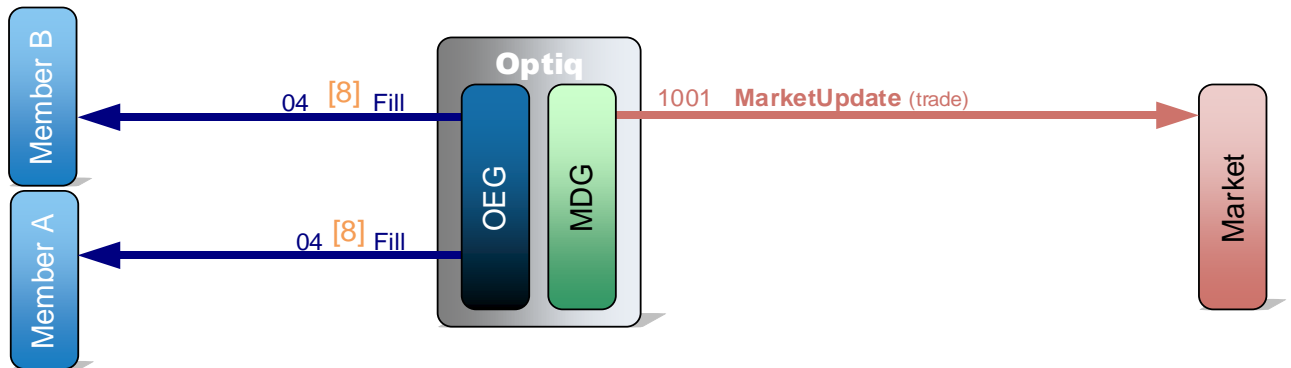 Member B
04 [8] Fill
Optiq
OEG
MDG
1001 MarketUpdate (trade)
Market
Member A
04 [8] Fill